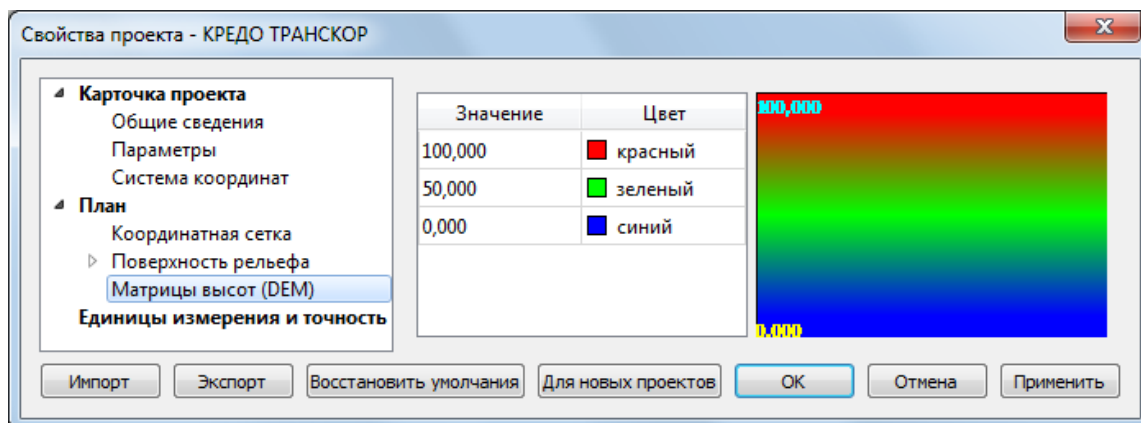 Свойства проекта - КРЕДО ТРАНСКОР
Карточка проекта
Общие сведения
Параметры
Система координат
План
Координатная сетка
Поверхность рельефа
Матрицы высот (DEM)
Единицы измерения и точность
Значение Цвет
100,000 красный
50,000 зеленый
0,000 синий
100,000
0,000
Импорт Экспорт Восстановить умолчания Для новых проектов OK Отмена Применить